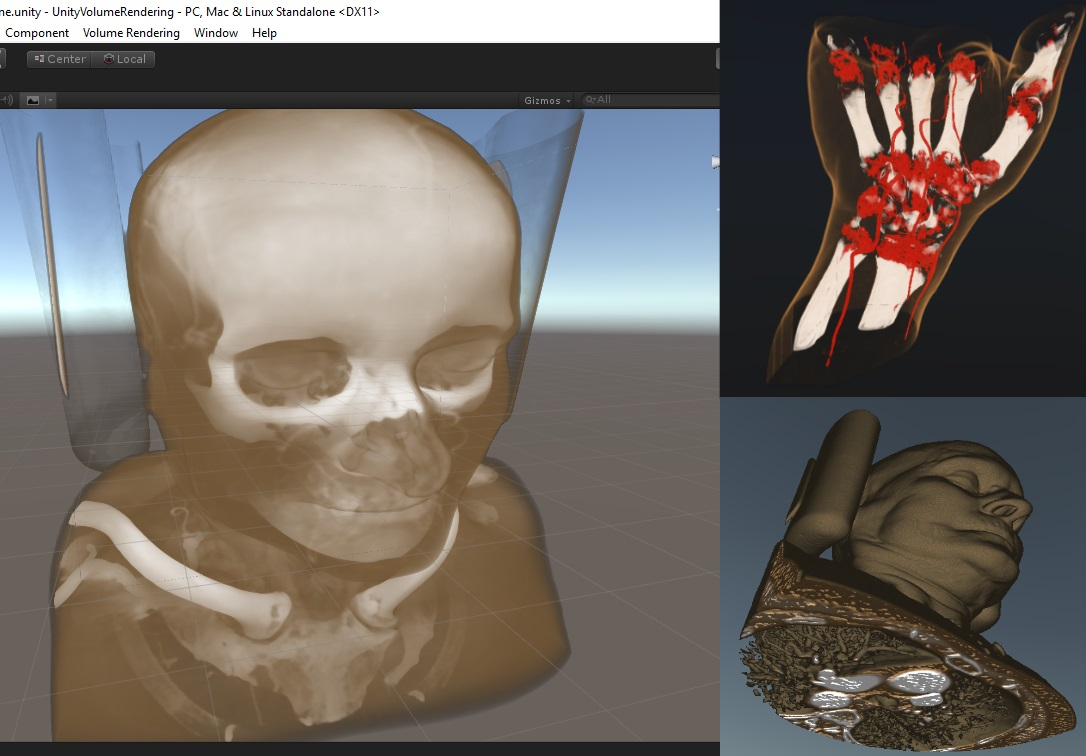 ne.unity - UnityVolumeRendering - PC, Mac & Linux Standalone <DX11>
Component Volume Rendering Window Help
Center Local
Gizmos All